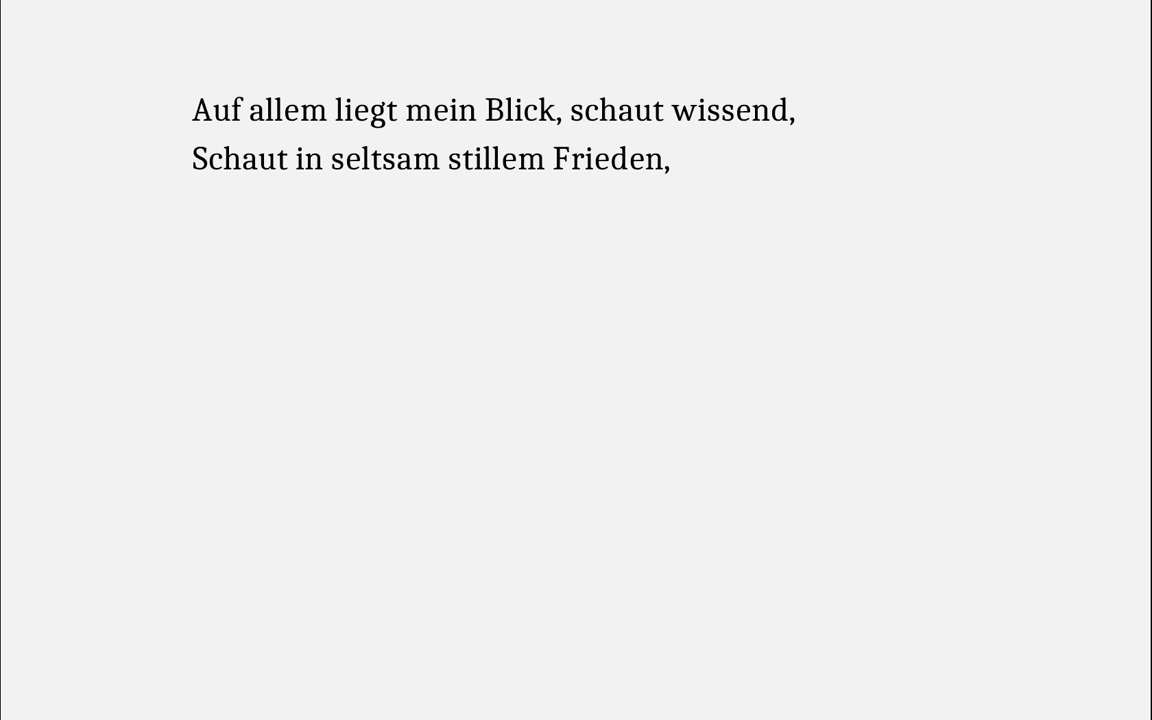 Auf allem liegt mein Blick, schaut wissend,
Schaut in seltsam stillem Frieden,